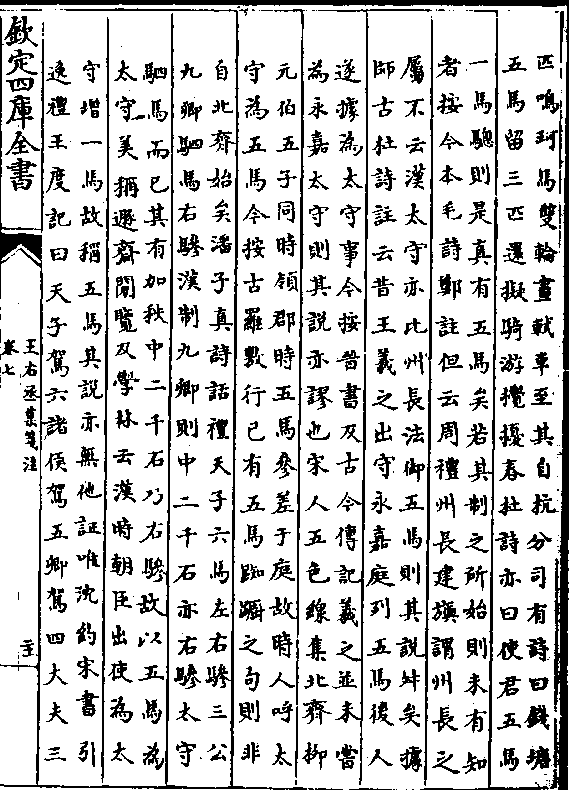 匹鳴珂馬雙輪畫軾車至其自杭分司有詩曰錢塘
五馬留三匹還擬騎游攪擾春杜詩亦曰使君五馬
一馬驄則是真有五馬矣若其制之所始則未有知
者按今本毛詩鄭註但云周禮州長建旟謂州長之
屬不云漢太守亦比州長法御五馬則其說舛矣據
師古杜詩註云昔王羲之出守永嘉庭列五馬後人
遂據為太守事今按晉書及古今傳記羲之並未嘗
為永嘉太守則其說亦謬也宋人五色線集北齊柳
元伯五子同時領郡時五馬參差于庭故時人呼太
守為五馬今按古羅敷行已有五馬踟躕之句則非
自北齊始矣潘子真詩話禮天子六馬左右驂三公
九卿駟馬右驂漢制九卿則中二千石亦右驂太守
駟馬而已其有加秩中二千石乃右驂故以五馬為
太守美稱遯齋閒覽及學林云漢時朝臣出使為太
守增一馬故稱五馬其說亦無他証唯沈約宋書引
逸禮王度記曰天子駕六諸侯駕五卿駕四大夫三
欽定四庫全書
王右丞集箋注
卷七